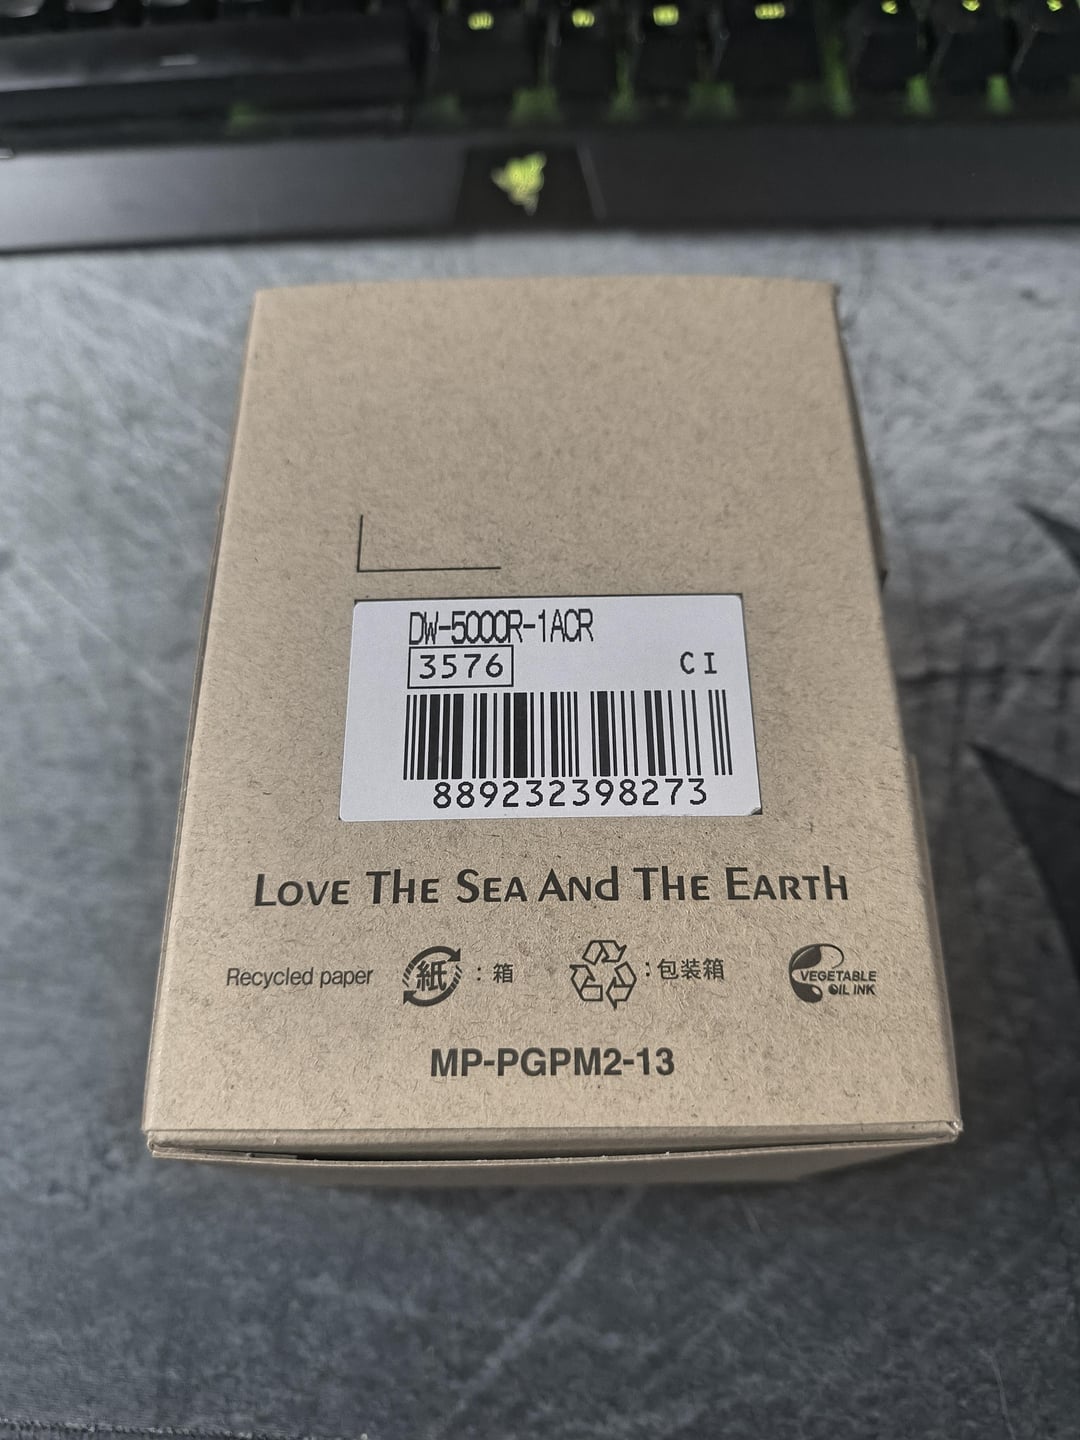 DW-5000R-1ACR
3576 CI
889232398273
LOVE THE SEA AND THE EARTH
Recycled paper 紙 : 箱 : 包装箱 VEGETABLE OIL INK
MP-PGPM2-13